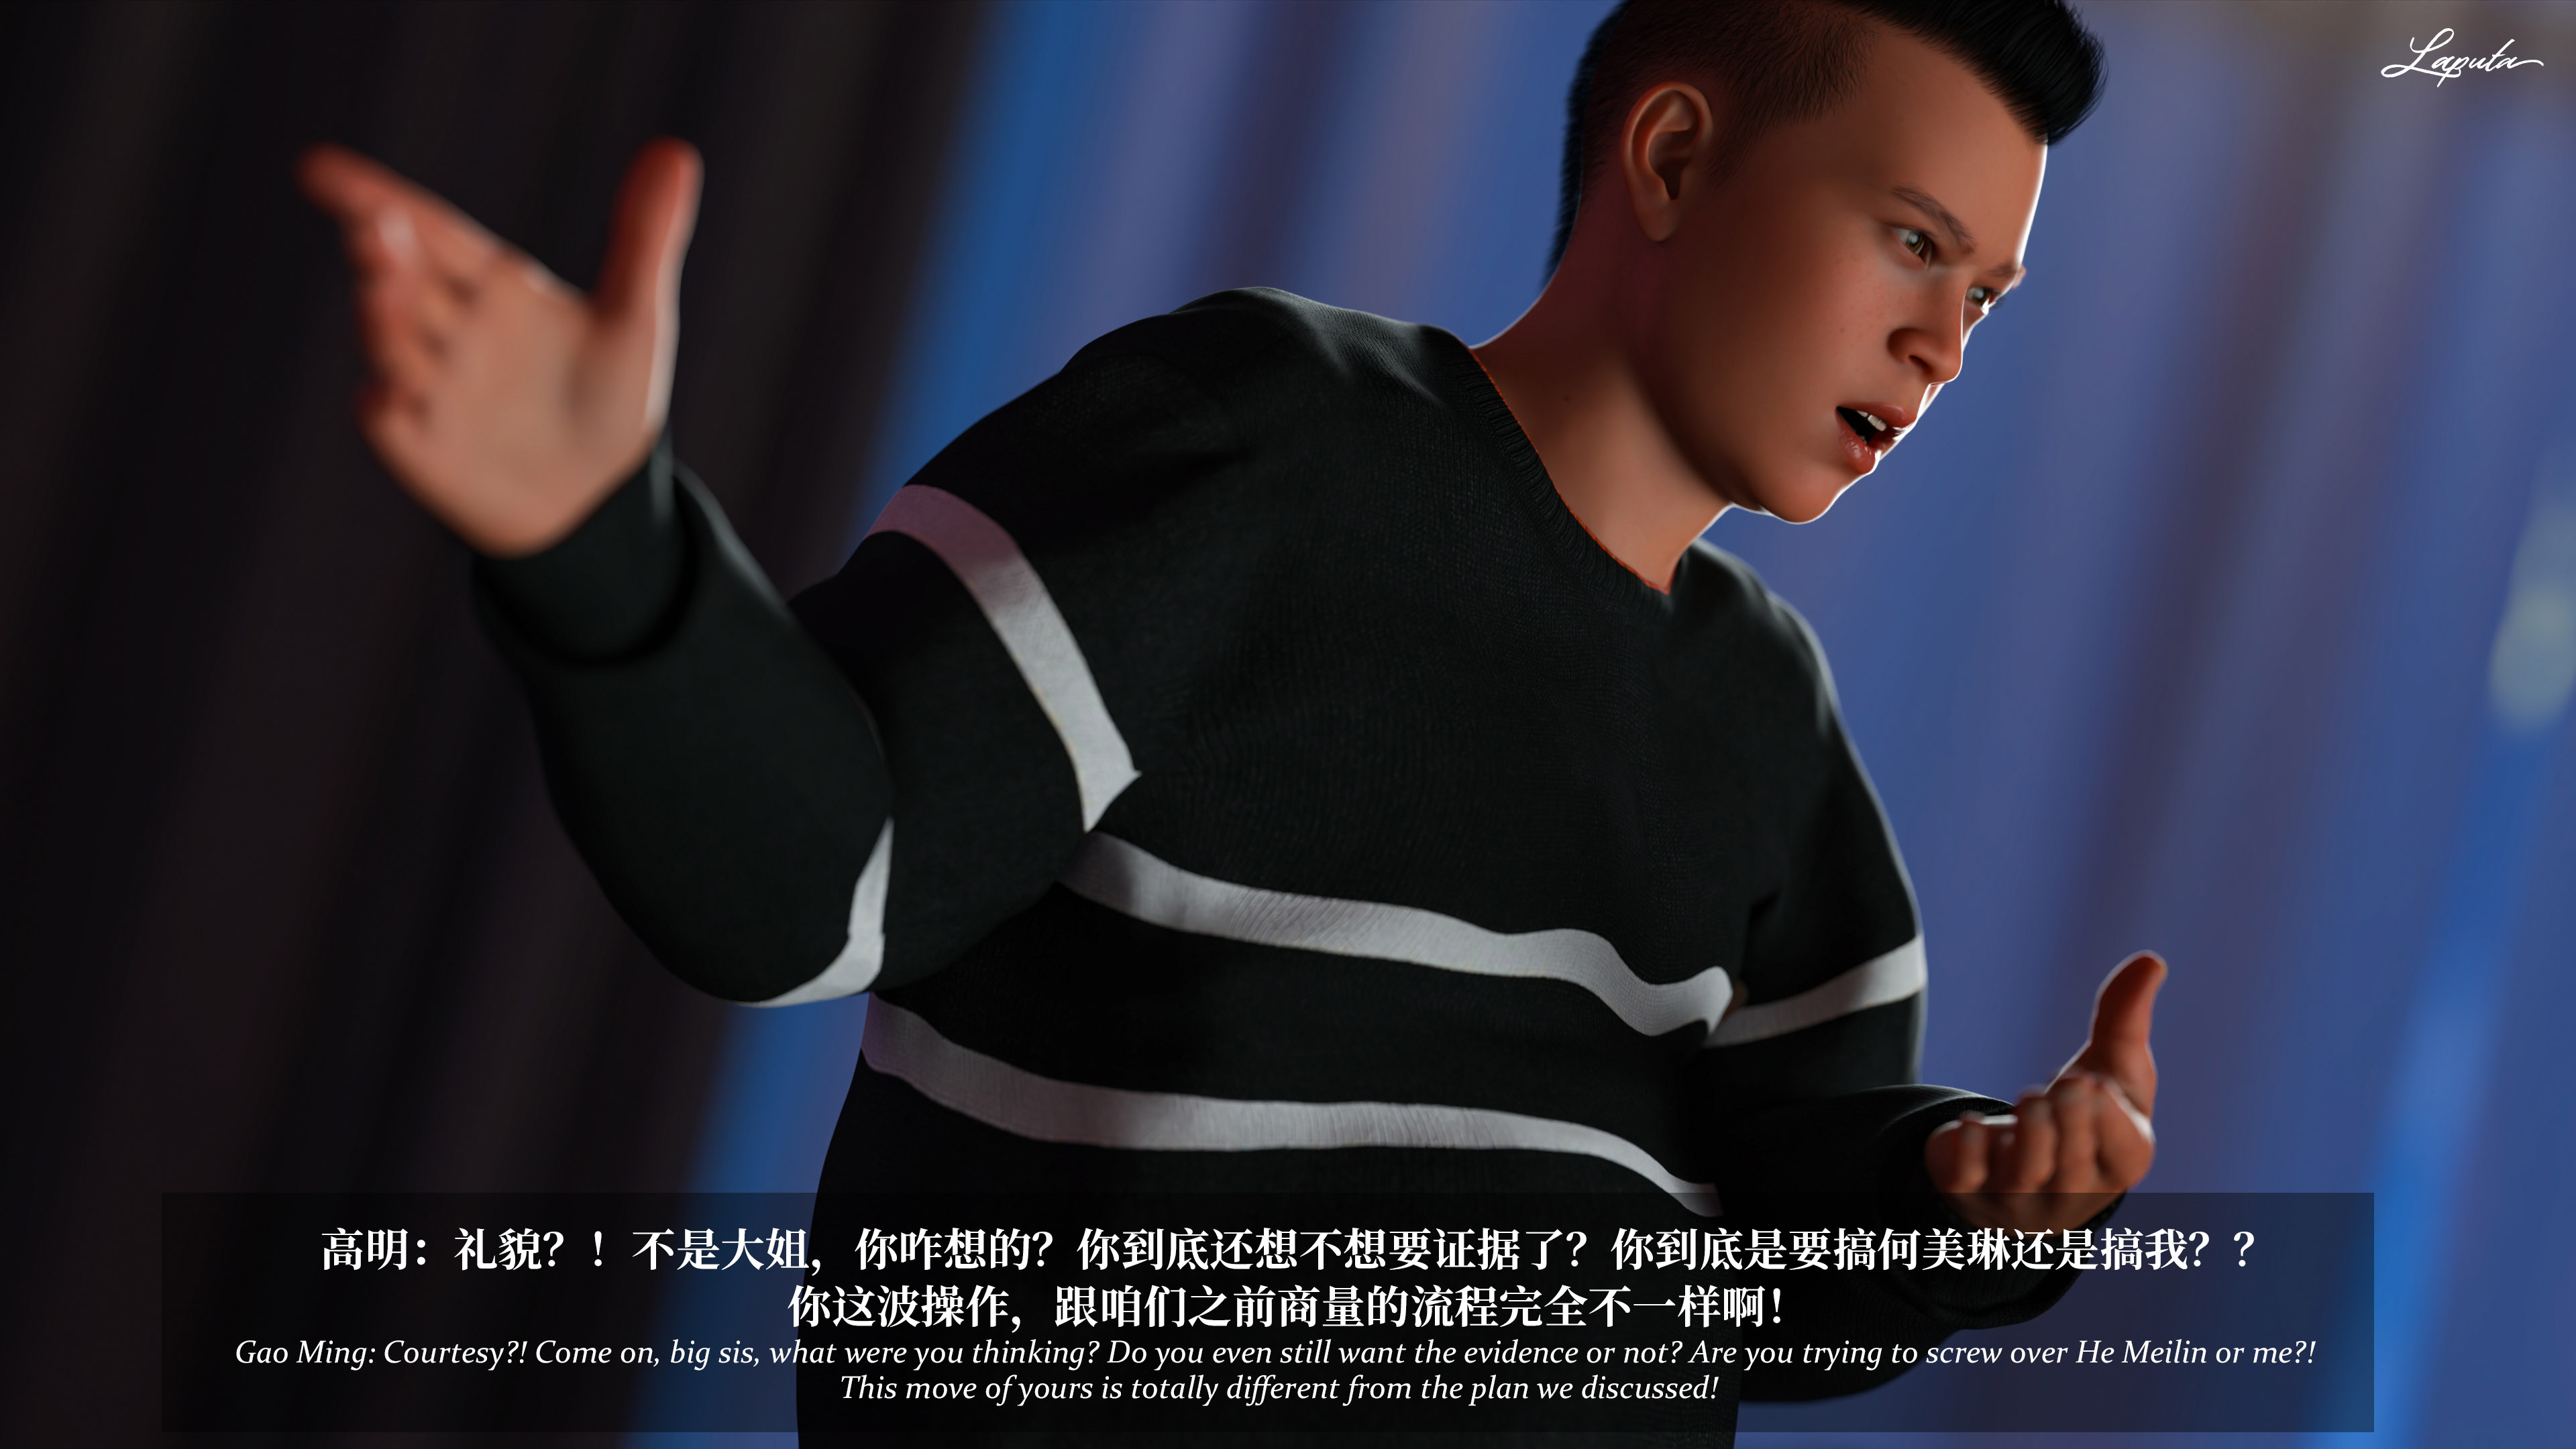 Laputa
高明：礼貌？！不是大姐，你咋想的？你到底还想不想要证据了？你到底是要搞何美琳还是搞我？？
你这波操作，跟咱们之前商量的流程完全不一样啊！
Gao Ming: Courtesy?! Come on, big sis, what were you thinking? Do you even still want the evidence or not? Are you trying to screw over He Meilin or me?!
This move of yours is totally different from the plan we discussed!